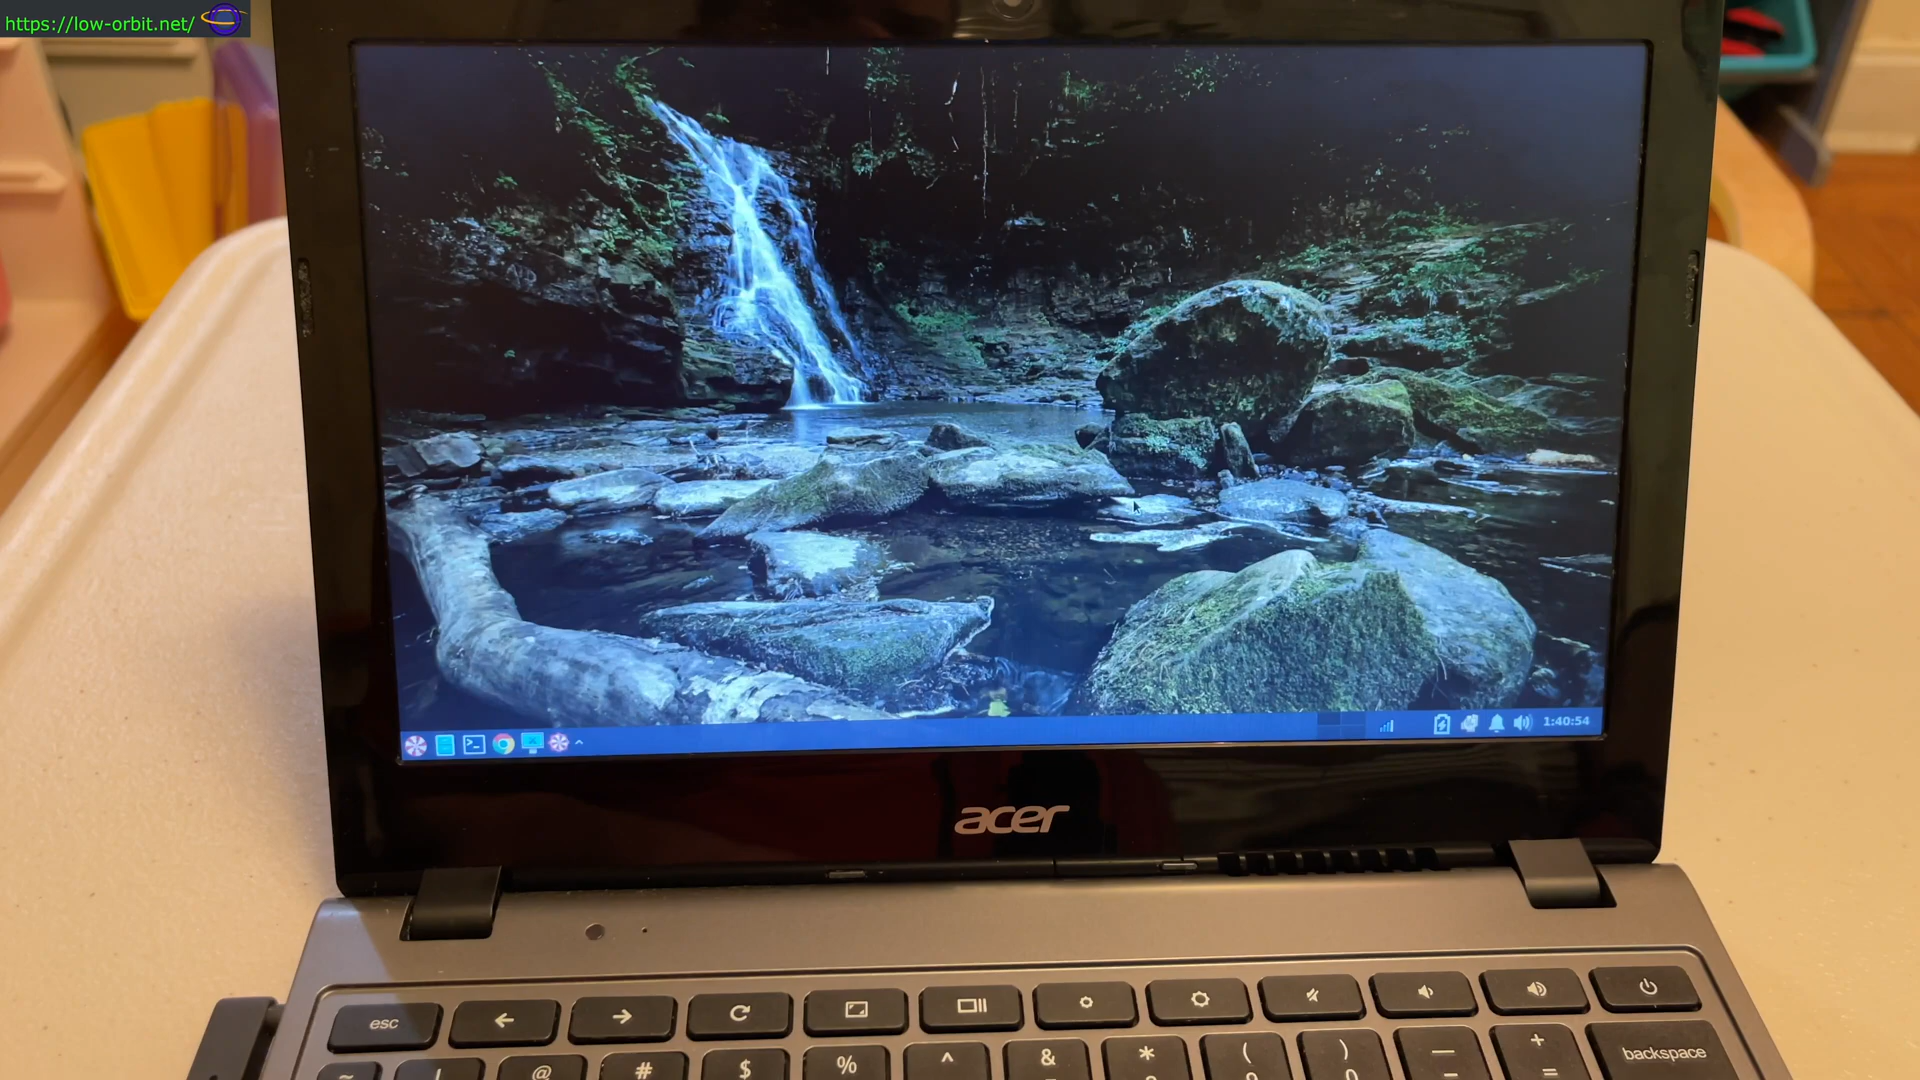 https://low-orbit.net/
1:40:54
acer
esc
~ ! @ # $ % ^ & * ( ) — +
backspace
_ =